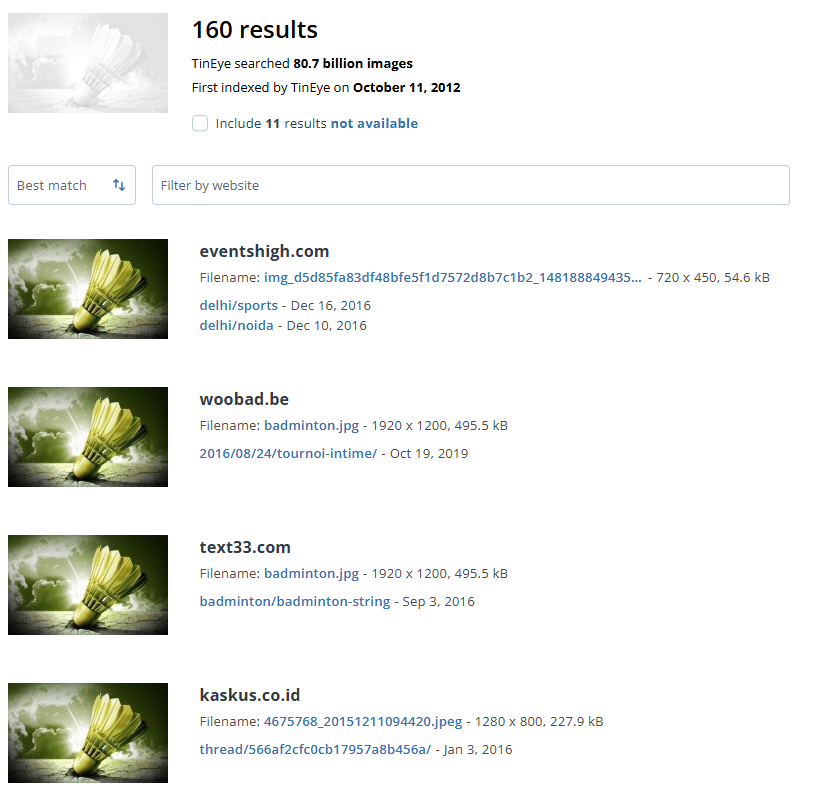 160 results
TinEye searched 80.7 billion images
First indexed by TinEye on October 11, 2012
Include 11 results not available
Best match
Filter by website
eventshigh.com
Filename: img_d5d85fa83df48bfe5f1d7572d8b7c1b2_148188849435... - 720 x 450, 54.6 kB
delhi/sports - Dec 16, 2016
delhi/noida - Dec 10, 2016
woobad.be
Filename: badminton.jpg - 1920 x 1200, 495.5 kB
2016/08/24/tournoi-intime/ - Oct 19, 2019
text33.com
Filename: badminton.jpg - 1920 x 1200, 495.5 kB
badminton/badminton-string - Sep 3, 2016
kaskus.co.id
Filename: 4675768_20151211094420.jpeg - 1280 x 800, 227.9 kB
thread/566af2cfc0cb17957a8b456a/ - Jan 3, 2016